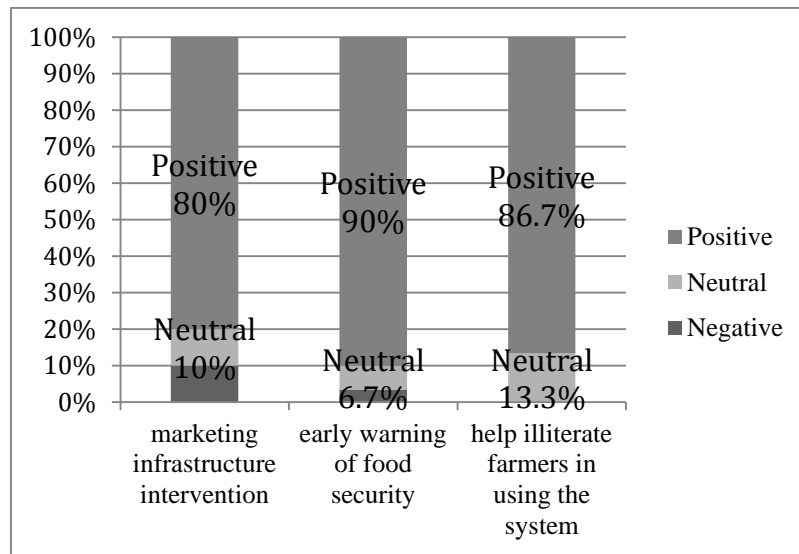 100%
90%
80%
70%
60%
50%
40%
30%
20%
10%
0%
Positive
80%
Neutral
10%
Positive
90%
Neutral
6.7%
Positive
86.7%
Neutral
13.3%
marketing
infrastructure
intervention
early warning
of food
security
help illiterate
farmers in
using the
system
Positive
Neutral
Negative